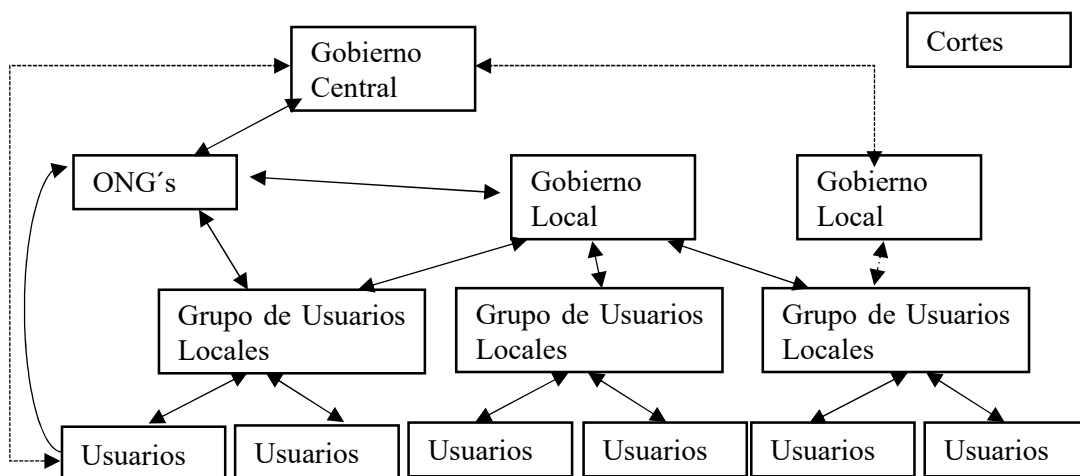 Gobierno
Central
Cortes
ONG´s
Gobierno
Local
Gobierno
Local
Grupo de Usuarios
Locales
Grupo de Usuarios
Locales
Grupo de Usuarios
Locales
Usuarios
Usuarios
Usuarios
Usuarios
Usuarios
Usuarios